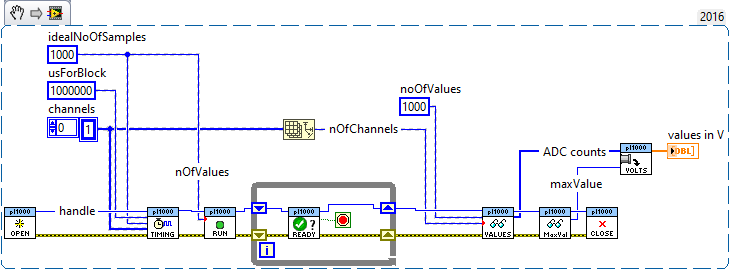 2016
idealNoOfSamples
1000
usForBlock
1000000
channels
0
1
noOfValues
1000
nOfChannels
nOfValues
ADC counts
pl1000
VOLTS
values in V
DBL
maxValue
handle
pl1000
OPEN
pl1000
TIMING
pl1000
RUN
pl1000
?
READY
i
pl1000
VALUES
pl1000
MaxVal
pl1000
CLOSE